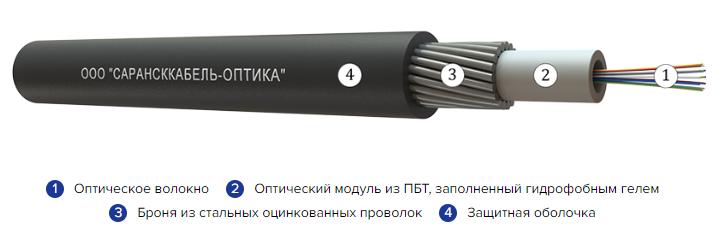 ООО "САРАНСККАБЕЛЬ-ОПТИКА"
4
3
2
1
1 Оптическое волокно 2 Оптический модуль из ПБТ, заполненный гидрофобным гелем
3 Броня из стальных оцинкованных проволок 4 Защитная оболочка